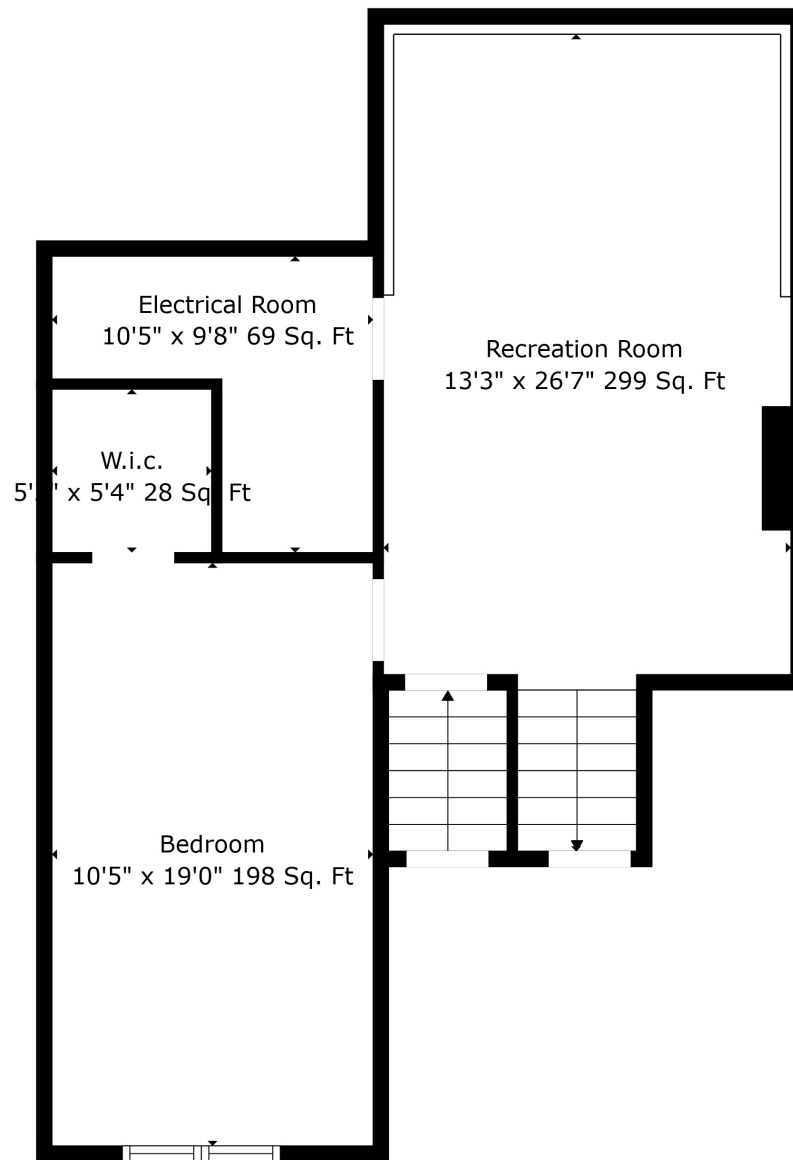 Electrical Room
10'5" x 9'8" 69 Sq. Ft
Recreation Room
13'3" x 26'7" 299 Sq. Ft
W.i.c.
x 5'4" 28 Sq. Ft
Bedroom
10'5" x 19'0" 198 Sq. Ft